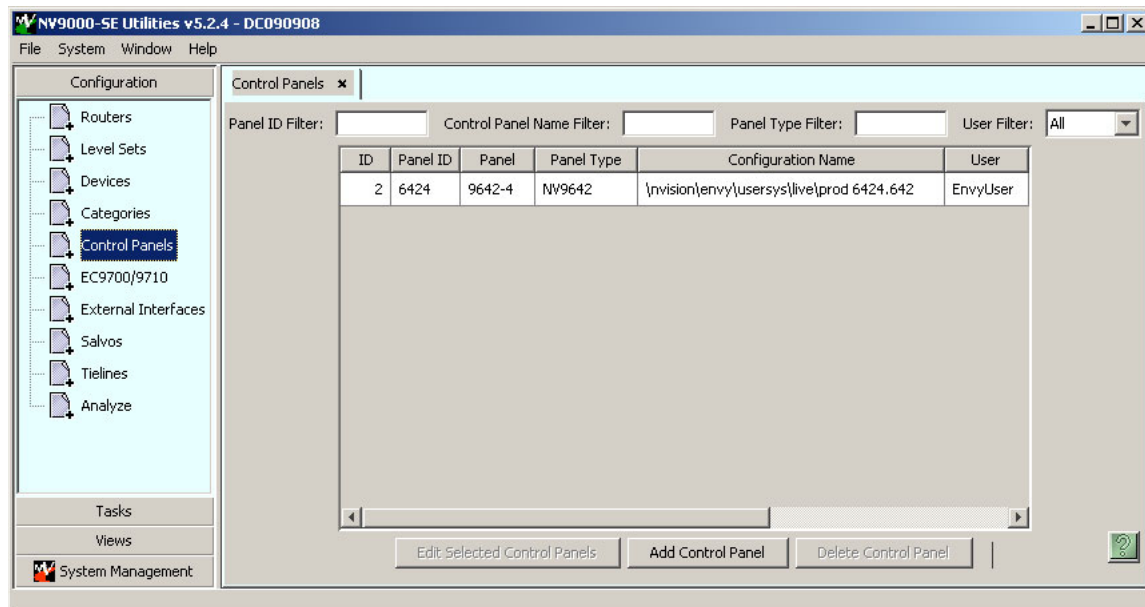 NV9000-SE Utilities v5.2.4 - DC090908
File System Window Help
Configuration
Routers
Level Sets
Devices
Categories
Control Panels
EC9700/9710
External Interfaces
Salvos
Tielines
Analyze
Tasks
Views
System Management
Control Panels
Panel ID Filter: Control Panel Name Filter: Panel Type Filter: User Filter: All
ID Panel ID Panel Panel Type Configuration Name User
2 6424 9642-4 NV9642 \nvision\envy\usersys\live\prod 6424.642 EnvyUser
Edit Selected Control Panels Add Control Panel Delete Control Panel